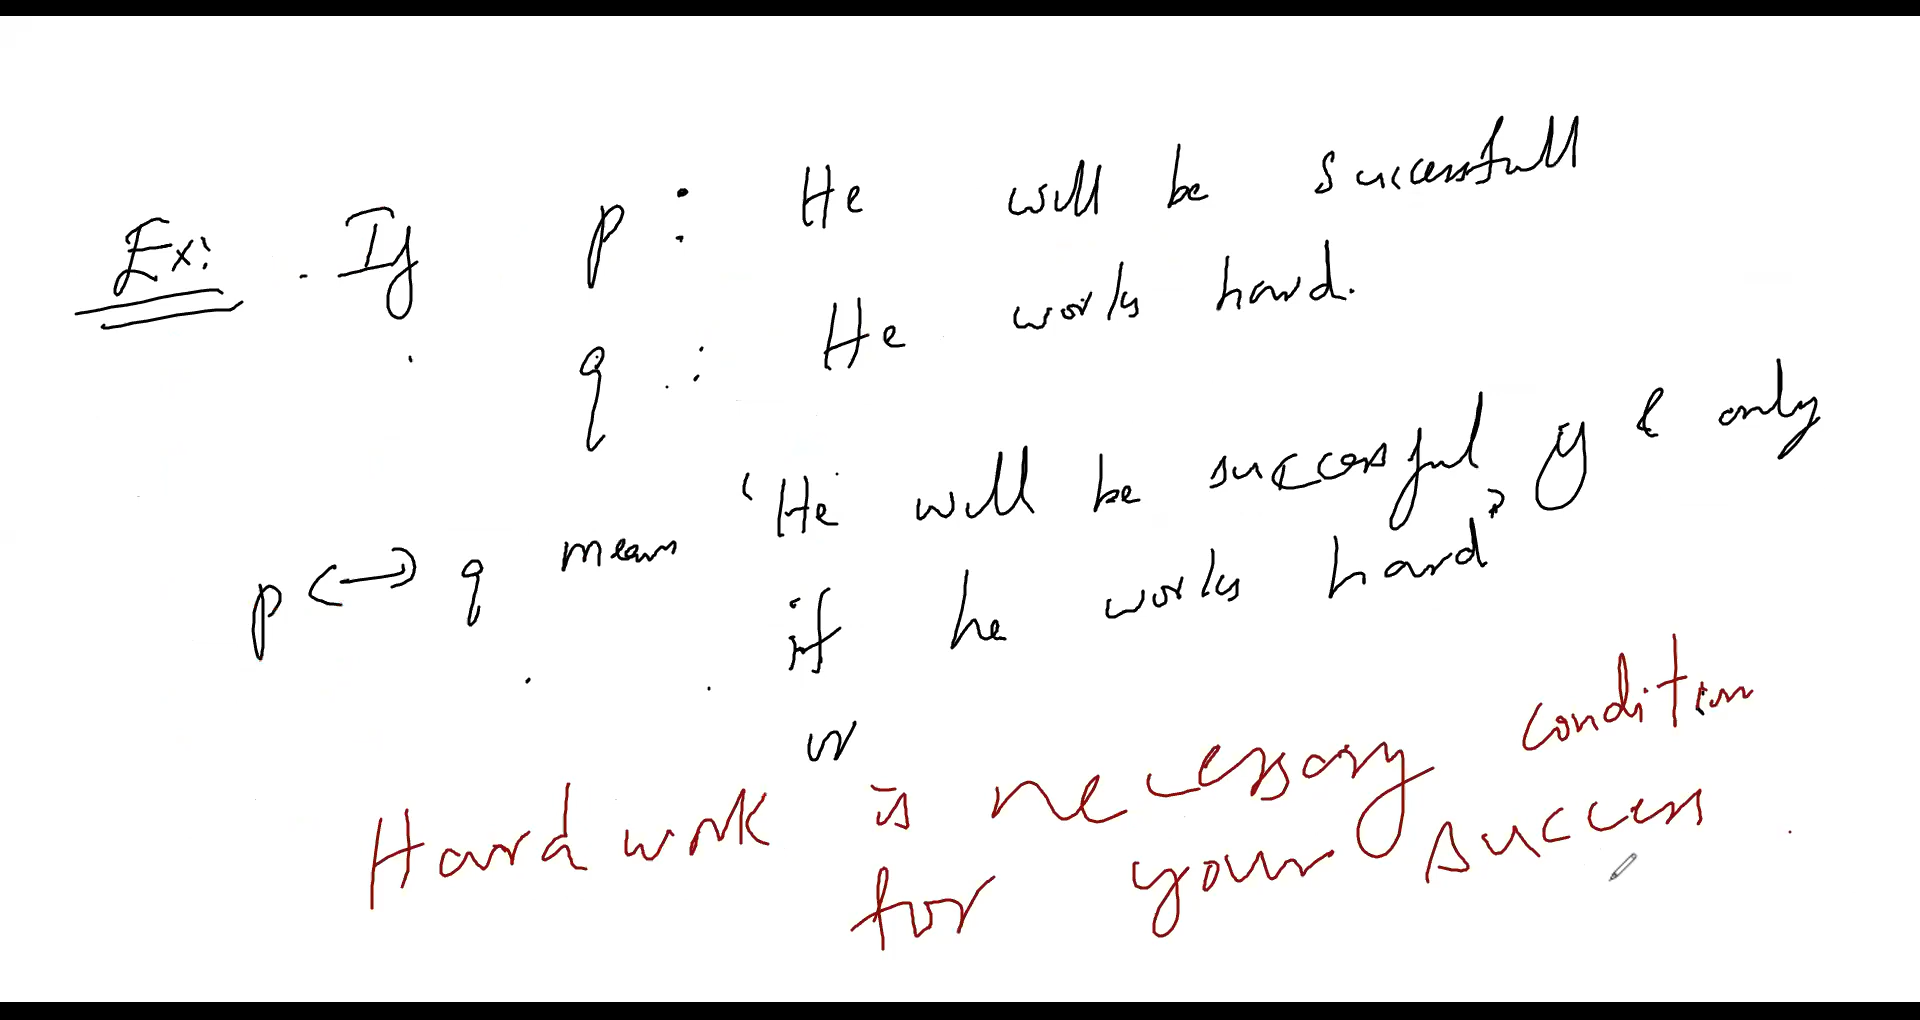 Ex: If p : He will be successfull
q : He works hard.
p ↔ q means "He will be successful if & only
if he works hard"
or
Hard work is necessary condition
for your success